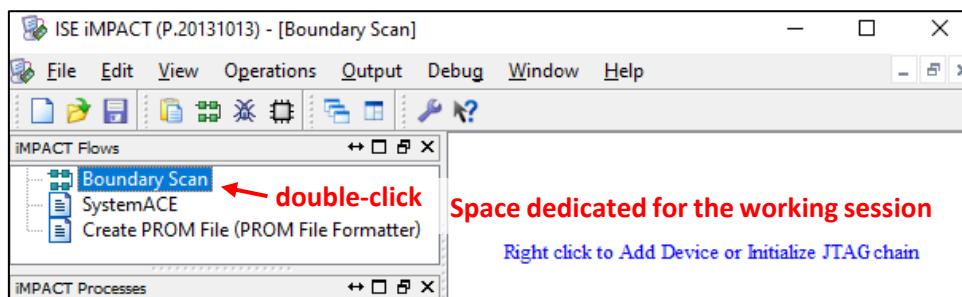 ISE iMPACT (P.20131013) - [Boundary Scan]
File Edit View Operations Output Debug Window Help
iMPACT Flows
Boundary Scan
double-click
SystemACE
Create PROM File (PROM File Formatter)
Space dedicated for the working session
Right click to Add Device or Initialize JTAG chain
iMPACT Processes